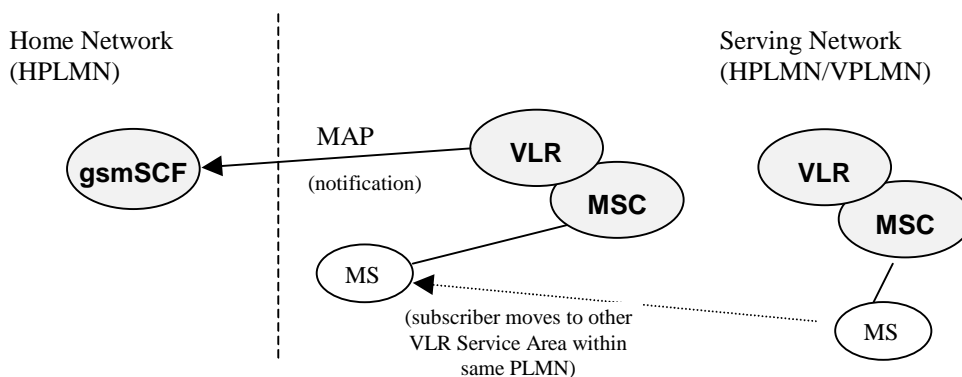 Home Network
(HPLMN)
Serving Network
(HPLMN/VPLMN)
MAP
(notification)
gsmSCF
VLR
MSC
VLR
MSC
MS
MS
(subscriber moves to other
VLR Service Area within
same PLMN)